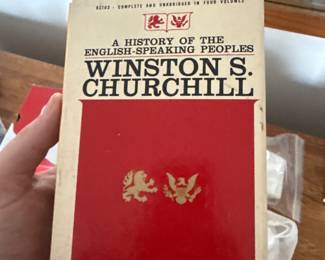 COMPLETE AND UNABRIDGED IN FOUR VOLUMES
A HISTORY OF THE
ENGLISH-SPEAKING PEOPLES
WINSTON S.
CHURCHILL